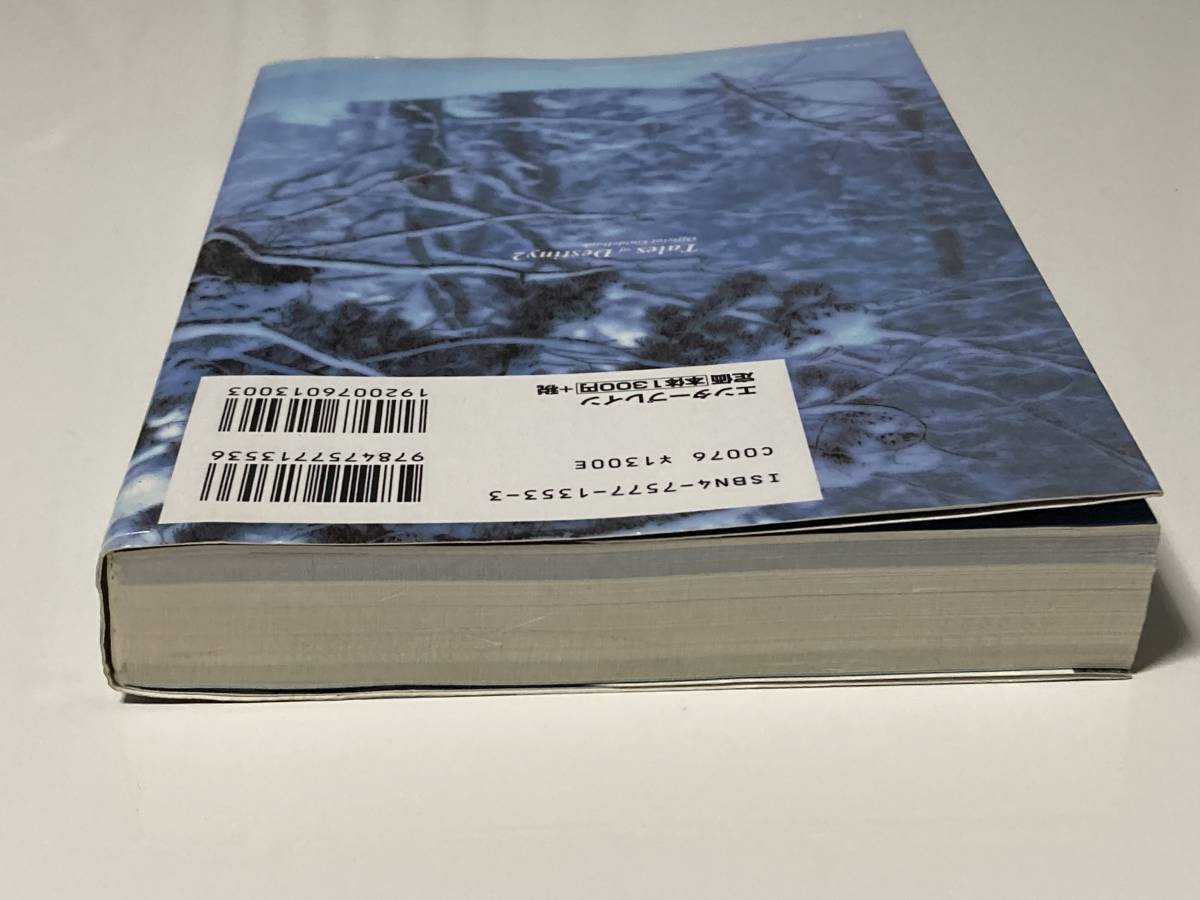 ISBN4-7577-1353-3
C0076 ¥1300E
エンターブレイン
定価 本体1300円 +税
9784757713536
1920076013003
Tales of Destiny2
Official Guidebook